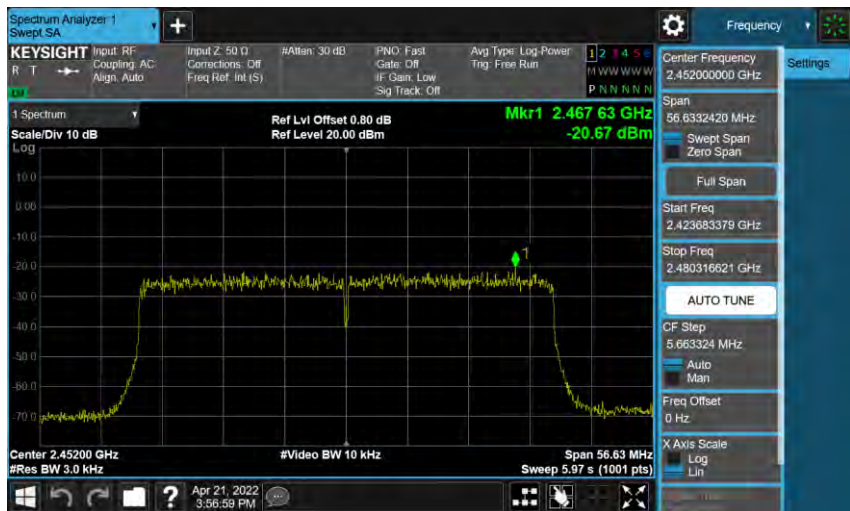 Spectrum Analyzer 1
Swept SA
+
Frequency
KEYSIGHT
R T
Input: RF
Coupling: AC
Align: Auto
Input Z: 50 Ω
Corrections: Off
Freq Ref: Int (S)
#Atten: 30 dB
PNO: Fast
Gate: Off
IF Gain: Low
Sig Track: Off
Avg Type: Log-Power
Trig: Free Run
1 2 3 4 5 6
M W W W W W
P N N N N N
1 Spectrum
Scale/Div 10 dB
Ref Lvl Offset 0.80 dB
Ref Level 20.00 dBm
Mkr1 2.467 63 GHz
-20.67 dBm
Log
10.0
0.00
-10.0
-20.0
-30.0
-40.0
-50.0
-60.0
-70.0
1
Center 2.45200 GHz
#Res BW 3.0 kHz
#Video BW 10 kHz
Span 56.63 MHz
Sweep 5.97 s (1001 pts)
Apr 21, 2022
3:56:59 PM
?
Center Frequency
2.452000000 GHz
Settings
Span
56.6332420 MHz
Swept Span
Zero Span
Full Span
Start Freq
2.423683379 GHz
Stop Freq
2.480316621 GHz
AUTO TUNE
CF Step
5.663324 MHz
Auto
Man
Freq Offset
0 Hz
X Axis Scale
Log
Lin